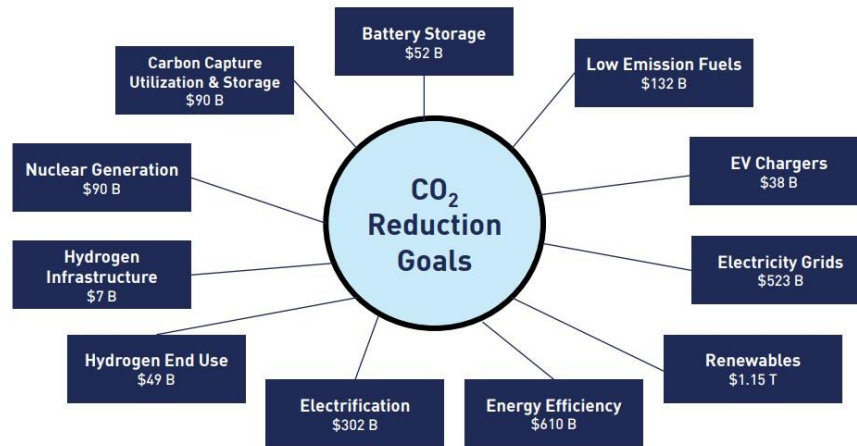 Battery Storage
$52 B
Carbon Capture
Utilization & Storage
$90 B
Low Emission Fuels
$132 B
Nuclear Generation
$90 B
EV Chargers
$38 B
CO₂
Reduction
Goals
Hydrogen
Infrastructure
$7 B
Electricity Grids
$523 B
Hydrogen End Use
$49 B
Renewables
$1.15 T
Electrification
$302 B
Energy Efficiency
$610 B